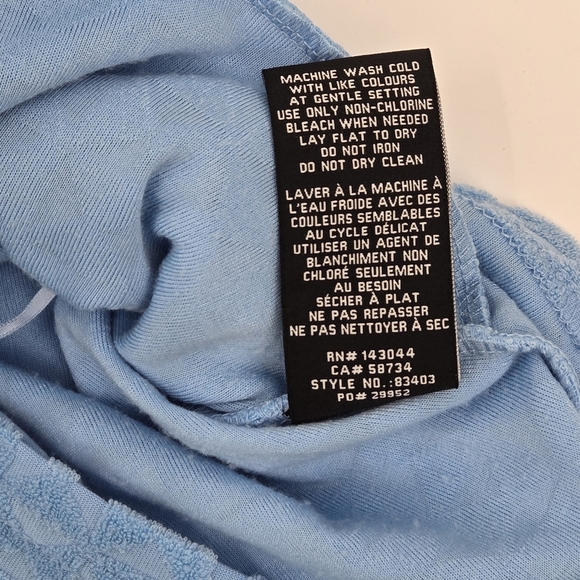 MACHINE WASH COLD
WITH LIKE COLOURS
AT GENTLE SETTING
USE ONLY NON-CHLORINE
BLEACH WHEN NEEDED
LAY FLAT TO DRY
DO NOT IRON
DO NOT DRY CLEAN
LAVER À LA MACHINE À
L'EAU FROIDE AVEC DES
COULEURS SEMBLABLES
AU CYCLE DÉLICAT
UTILISER UN AGENT DE
BLANCHIMENT NON
CHLORÉ SEULEMENT
AU BESOIN
SÉCHER À PLAT
NE PAS REPASSER
NE PAS NETTOYER À SEC
RN# 143044
CA# 58734
STYLE NO.:83403
PO# 29952